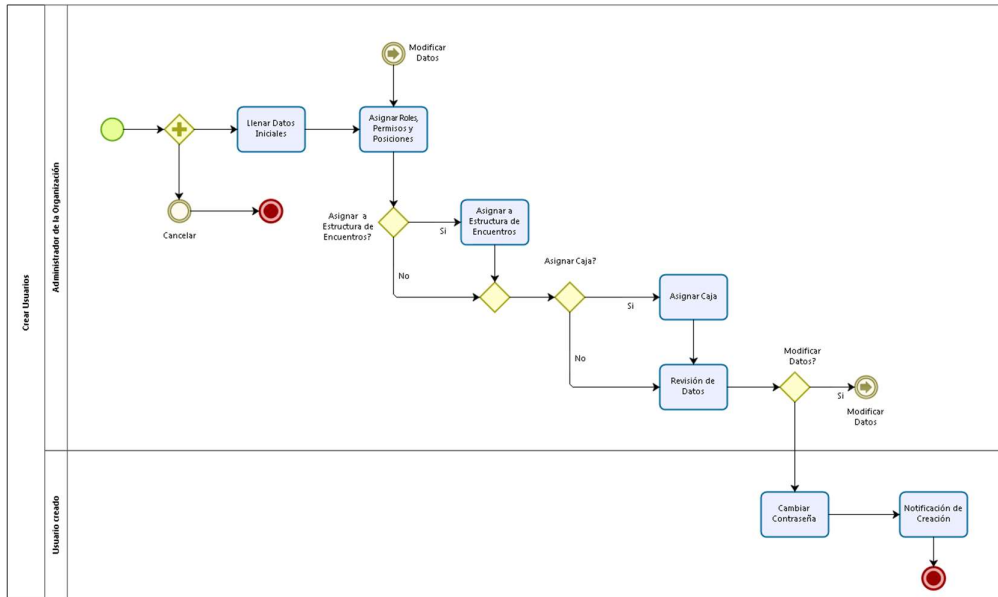 Crear Usuarios
Administrador de la Organización
Modificar
Datos
Llenar Datos
Iniciales
Asignar Roles,
Permisos y
Posiciones
Cancelar
Asignar a
Estructura de
Encuentros?
Si
Asignar a
Estructura de
Encuentros
No
Asignar Caja?
Si
Asignar Caja
No
Revisión de
Datos
Modificar
Datos?
Si
Modificar
Datos
Usuario creado
Cambiar
Contraseña
Notificación de
Creación